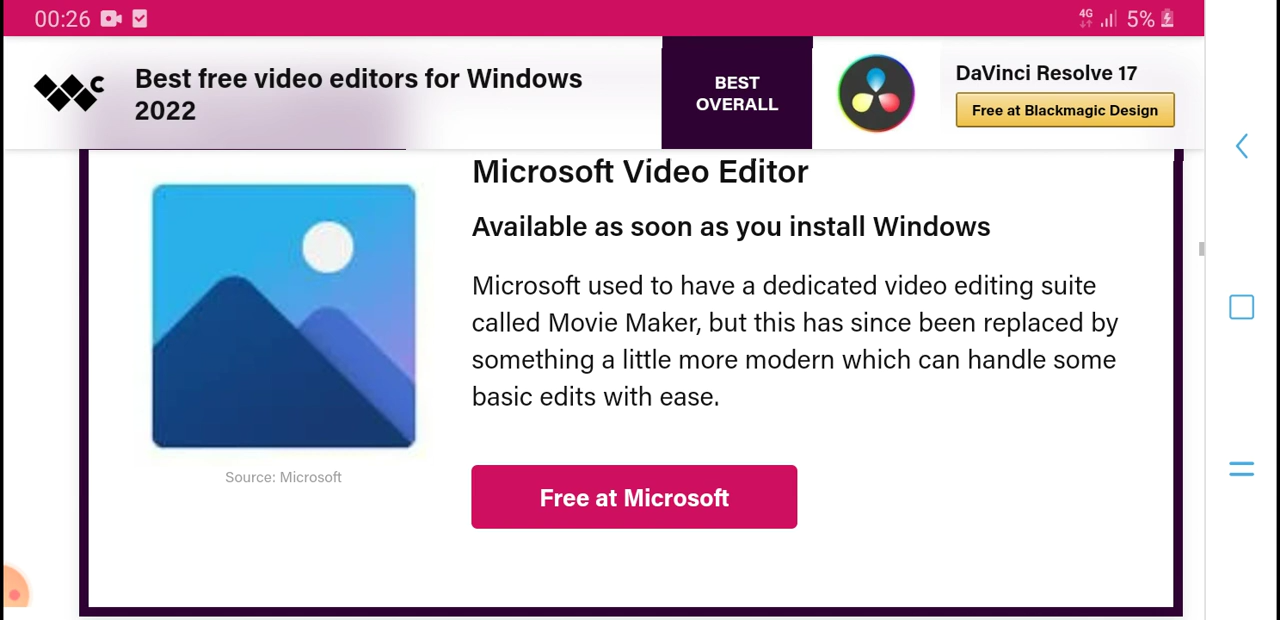 00:26
4G
5%
Best free video editors for Windows
2022
BEST
OVERALL
DaVinci Resolve 17
Free at Blackmagic Design
Microsoft Video Editor
Available as soon as you install Windows
Microsoft used to have a dedicated video editing suite
called Movie Maker, but this has since been replaced by
something a little more modern which can handle some
basic edits with ease.
Source: Microsoft
Free at Microsoft